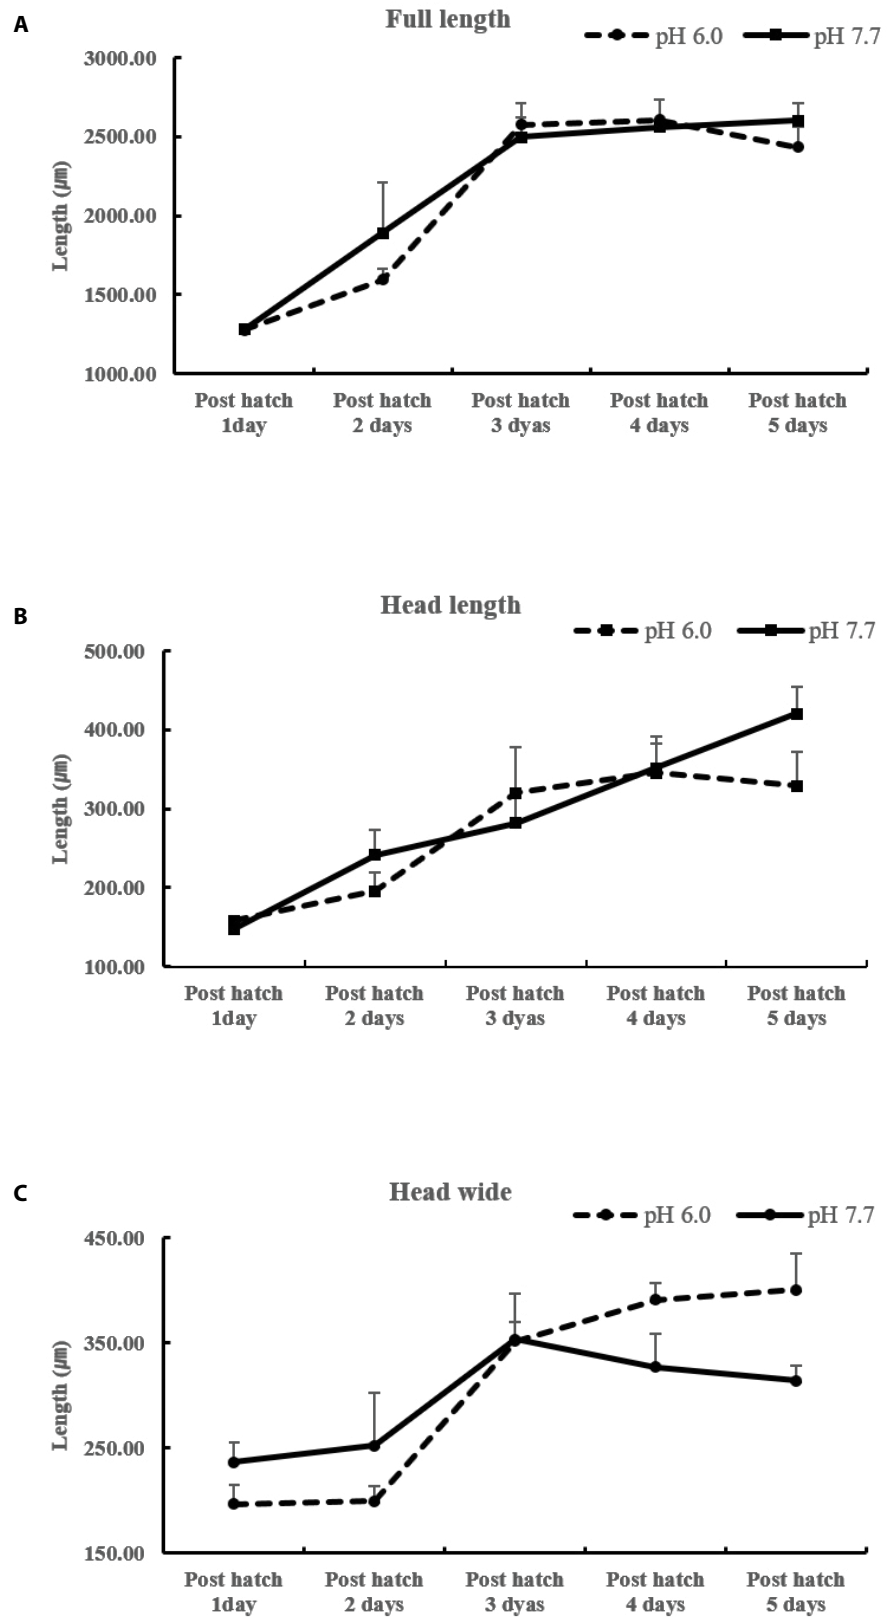 A
Full length
pH 6.0 pH 7.7
3000.00
2500.00
2000.00
1500.00
1000.00
Length (㎛)
Post hatch Post hatch Post hatch Post hatch Post hatch
1day 2 days 3 dyas 4 days 5 days
B
Head length
pH 6.0 pH 7.7
500.00
400.00
300.00
200.00
100.00
Length (㎛)
Post hatch Post hatch Post hatch Post hatch Post hatch
1day 2 days 3 dyas 4 days 5 days
C
Head wide
pH 6.0 pH 7.7
450.00
350.00
250.00
150.00
Length (㎛)
Post hatch Post hatch Post hatch Post hatch Post hatch
1day 2 days 3 dyas 4 days 5 days